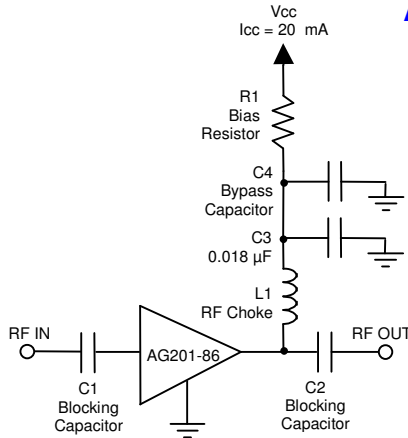 Vcc
Icc = 20 mA
R1
Bias
Resistor
C4
Bypass
Capacitor
C3
0.018 µF
L1
RF Choke
RF IN
AG201-86
RF OUT
C1
Blocking
Capacitor
C2
Blocking
Capacitor